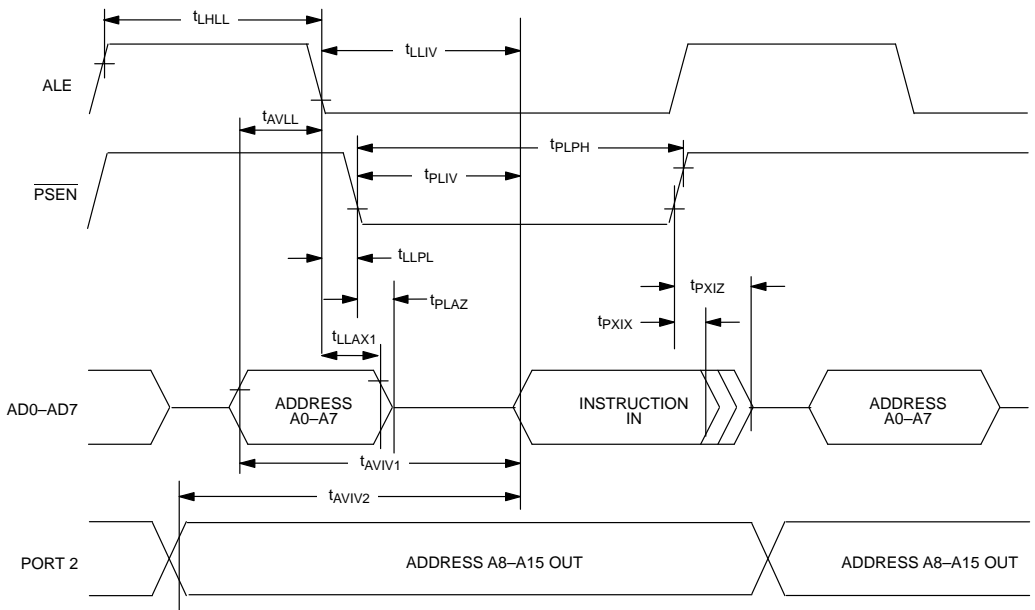 tLHLL
tLLIV
ALE
tAVLL
tPLPH
PSEN
tPLIV
tLLPL
tPXIZ
tPLAZ
tPXIX
tLLAX1
AD0–AD7
ADDRESS
A0–A7
INSTRUCTION
IN
ADDRESS
A0–A7
tAVIV1
tAVIV2
PORT 2
ADDRESS A8–A15 OUT
ADDRESS A8–A15 OUT